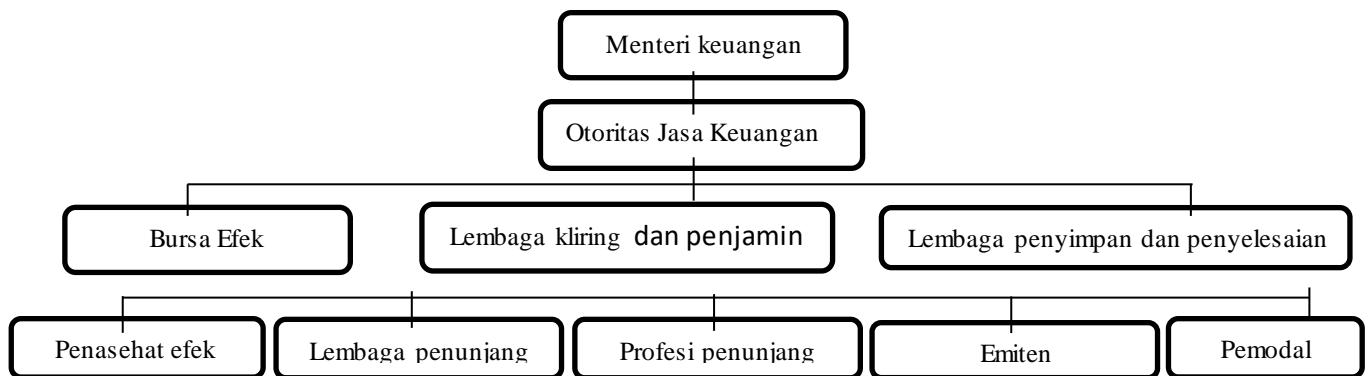 Menteri keuangan
Otoritas Jasa Keuangan
Bursa Efek
Lembaga kliring dan penjamin
Lembaga penyimpan dan penyelesaian
Penasehat efek
Lembaga penunjang
Profesi penunjang
Emiten
Pemodal